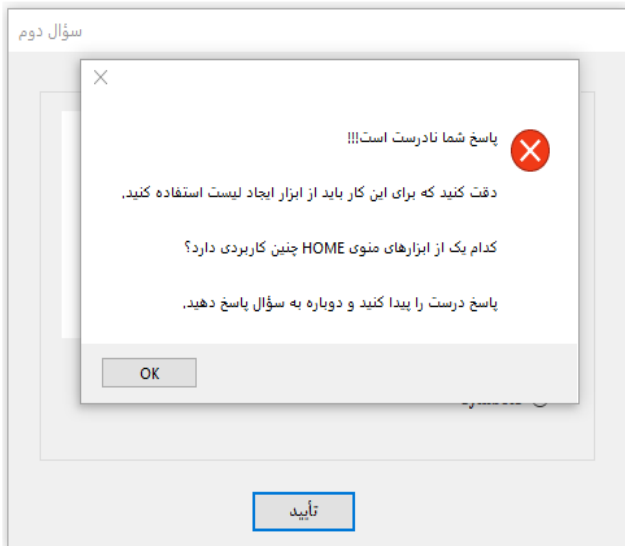 سؤال دوم
پاسخ شما نادرست است!!!
دقت کنید که برای این کار باید از ابزار ایجاد لیست استفاده کنید.
کدام یک از ابزارهای منوی HOME چنین کاربردی دارد؟
پاسخ درست را پیدا کنید و دوباره به سؤال پاسخ دهید.
OK
تأیید